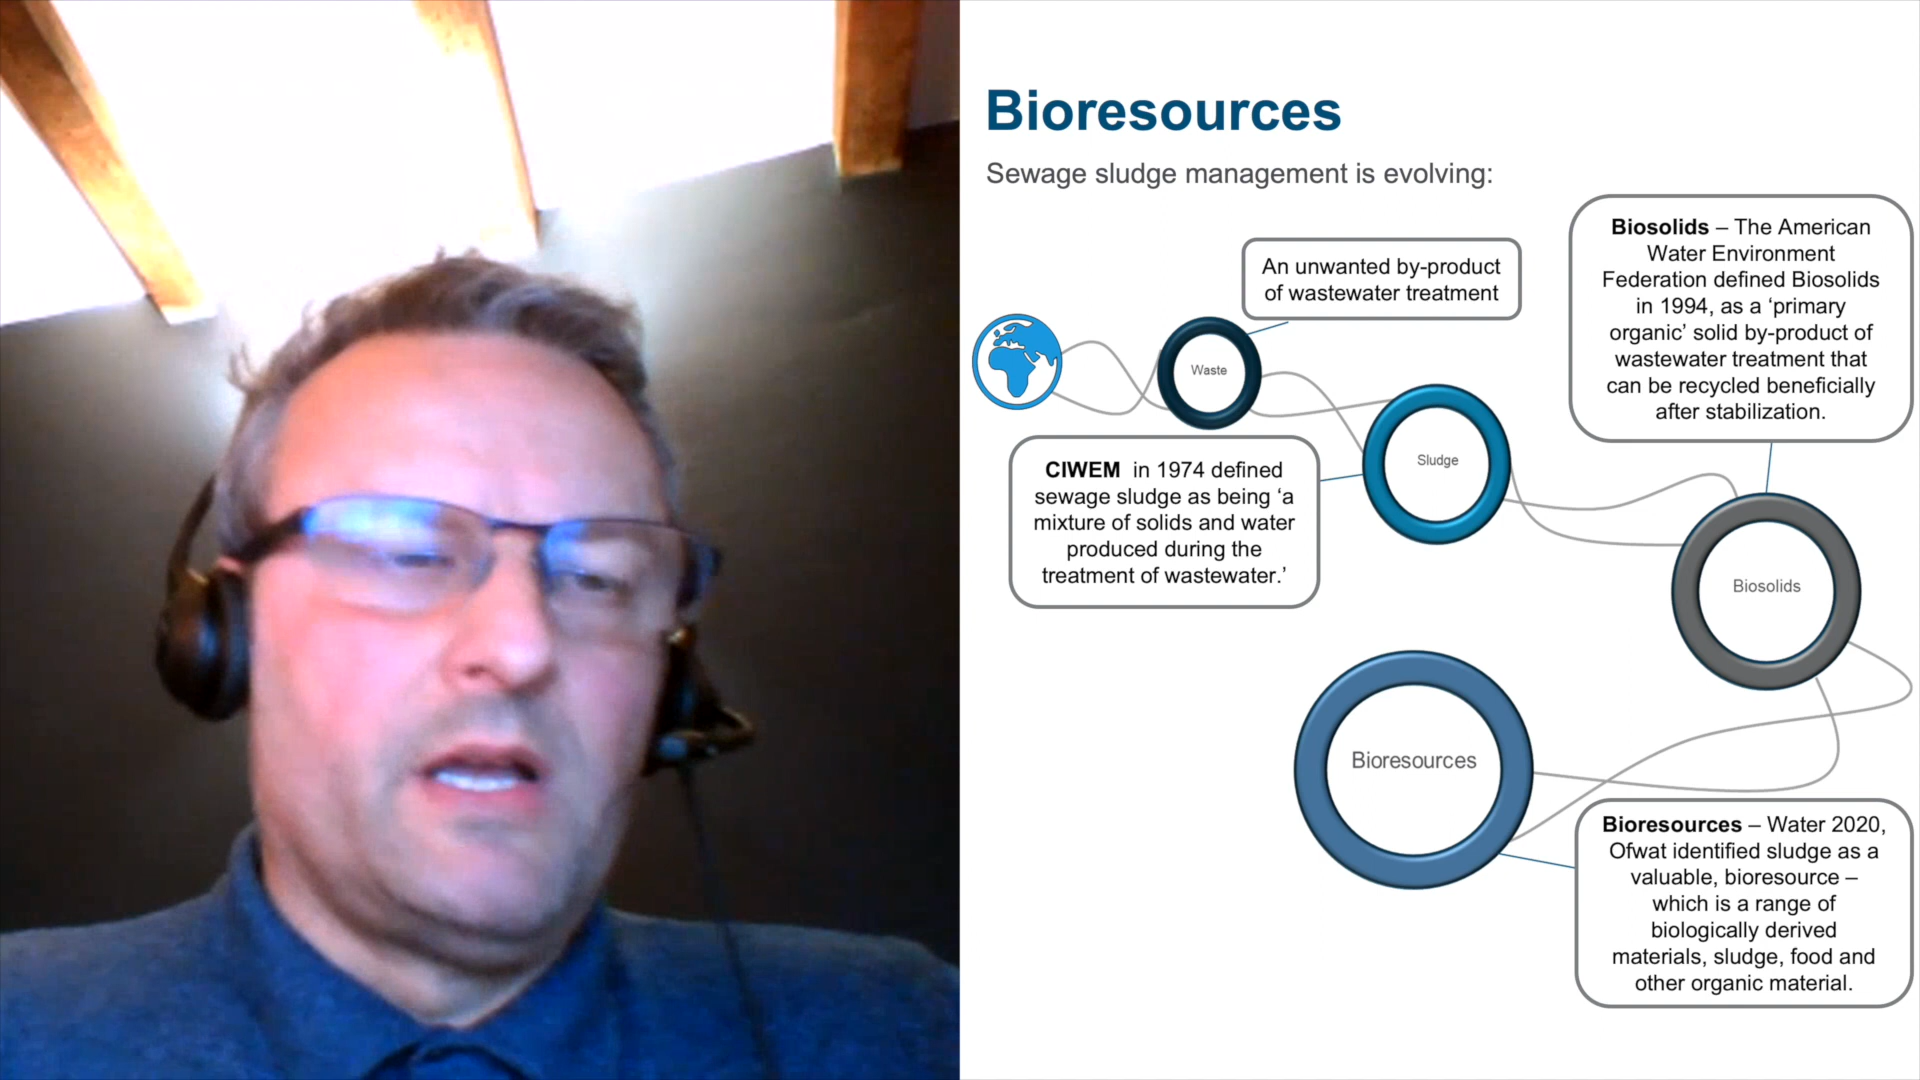 Bioresources
Sewage sludge management is evolving:
An unwanted by-product
of wastewater treatment
Biosolids – The American
Water Environment
Federation defined Biosolids
in 1994, as a ‘primary
organic’ solid by-product of
wastewater treatment that
can be recycled beneficially
after stabilization.
Waste
Sludge
CIWEM in 1974 defined
sewage sludge as being ‘a
mixture of solids and water
produced during the
treatment of wastewater.’
Biosolids
Bioresources
Bioresources – Water 2020,
Ofwat identified sludge as a
valuable, bioresource –
which is a range of
biologically derived
materials, sludge, food and
other organic material.